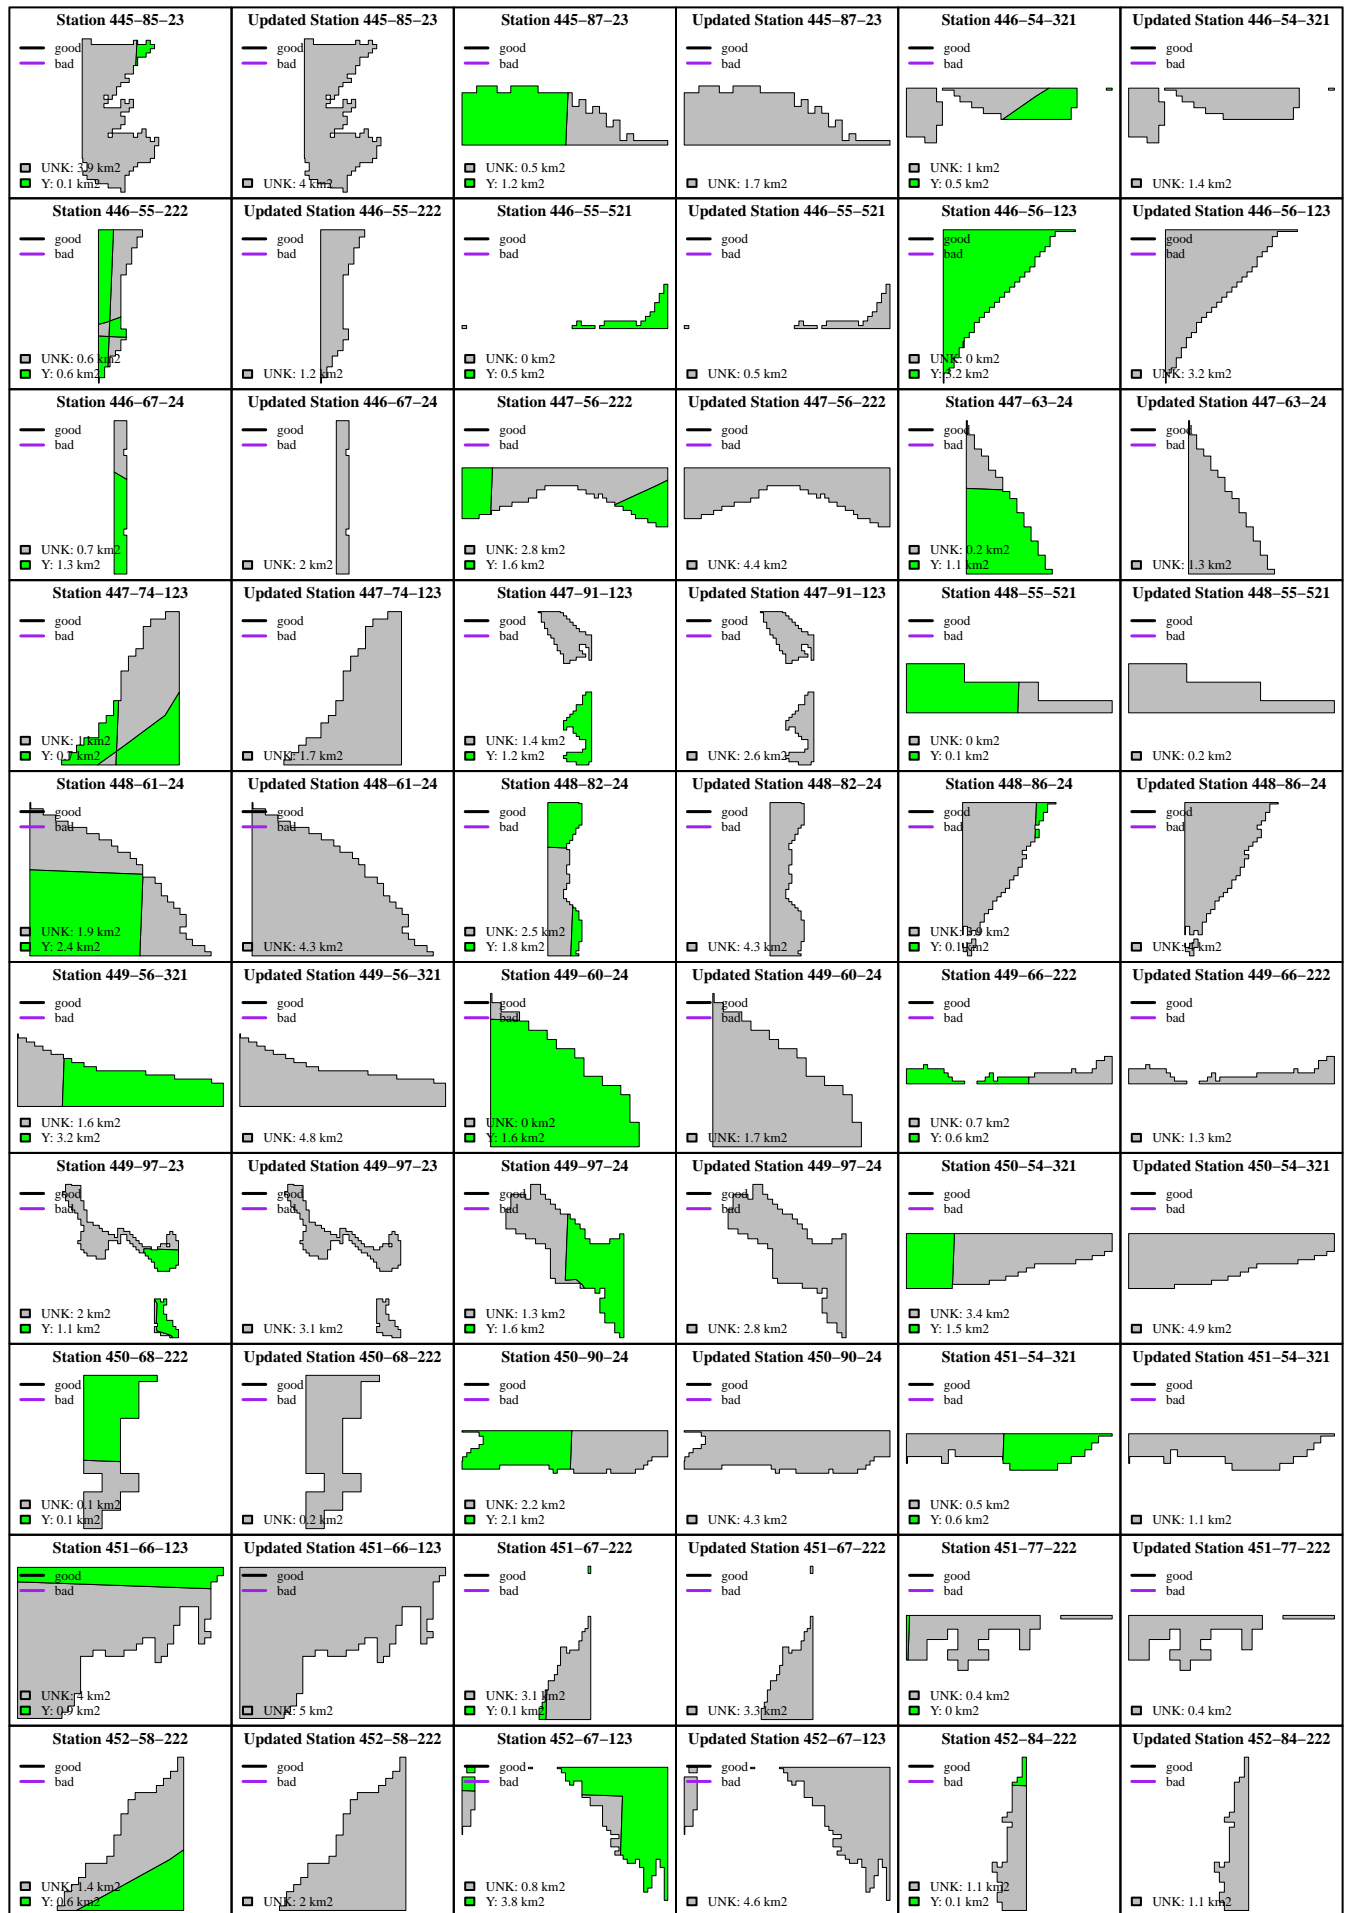 Station 445−85−23
good
bad
UNK: 3.9 km2
Y: 0.1 km2
Updated Station 445−85−23
good
bad
UNK: 4 km2
Station 445−87−23
good
bad
UNK: 0.5 km2
Y: 1.2 km2
Updated Station 445−87−23
good
bad
UNK: 1.7 km2
Station 446−54−321
good
bad
UNK: 1 km2
Y: 0.5 km2
Updated Station 446−54−321
good
bad
UNK: 1.4 km2
Station 446−55−222
good
bad
UNK: 0.6 km2
Y: 0.6 km2
Updated Station 446−55−222
good
bad
UNK: 1.2 km2
Station 446−55−521
good
bad
UNK: 0 km2
Y: 0.5 km2
Updated Station 446−55−521
good
bad
UNK: 0.5 km2
Station 446−56−123
good
bad
UNK: 0 km2
Y: 3.2 km2
Updated Station 446−56−123
good
bad
UNK: 3.2 km2
Station 446−67−24
good
bad
UNK: 0.7 km2
Y: 1.3 km2
Updated Station 446−67−24
good
bad
UNK: 2 km2
Station 447−56−222
good
bad
UNK: 2.8 km2
Y: 1.6 km2
Updated Station 447−56−222
good
bad
UNK: 4.4 km2
Station 447−63−24
good
bad
UNK: 0.2 km2
Y: 1.1 km2
Updated Station 447−63−24
good
bad
UNK: 1.3 km2
Station 447−74−123
good
bad
UNK: 1 km2
Y: 0.7 km2
Updated Station 447−74−123
good
bad
UNK: 1.7 km2
Station 447−91−123
good
bad
UNK: 1.4 km2
Y: 1.2 km2
Updated Station 447−91−123
good
bad
UNK: 2.6 km2
Station 448−55−521
good
bad
UNK: 0 km2
Y: 0.1 km2
Updated Station 448−55−521
good
bad
UNK: 0.2 km2
Station 448−61−24
good
bad
UNK: 1.9 km2
Y: 2.4 km2
Updated Station 448−61−24
good
bad
UNK: 4.3 km2
Station 448−82−24
good
bad
UNK: 2.5 km2
Y: 1.8 km2
Updated Station 448−82−24
good
bad
UNK: 4.3 km2
Station 448−86−24
good
bad
UNK: 3.9 km2
Y: 0.1 km2
Updated Station 448−86−24
good
bad
UNK: 4 km2
Station 449−56−321
good
bad
UNK: 1.6 km2
Y: 3.2 km2
Updated Station 449−56−321
good
bad
UNK: 4.8 km2
Station 449−60−24
good
bad
UNK: 0 km2
Y: 1.6 km2
Updated Station 449−60−24
good
bad
UNK: 1.7 km2
Station 449−66−222
good
bad
UNK: 0.7 km2
Y: 0.6 km2
Updated Station 449−66−222
good
bad
UNK: 1.3 km2
Station 449−97−23
good
bad
UNK: 2 km2
Y: 1.1 km2
Updated Station 449−97−23
good
bad
UNK: 3.1 km2
Station 449−97−24
good
bad
UNK: 1.3 km2
Y: 1.6 km2
Updated Station 449−97−24
good
bad
UNK: 2.8 km2
Station 450−54−321
good
bad
UNK: 3.4 km2
Y: 1.5 km2
Updated Station 450−54−321
good
bad
UNK: 4.9 km2
Station 450−68−222
good
bad
UNK: 0.1 km2
Y: 0.1 km2
Updated Station 450−68−222
good
bad
UNK: 0.2 km2
Station 450−90−24
good
bad
UNK: 2.2 km2
Y: 2.1 km2
Updated Station 450−90−24
good
bad
UNK: 4.3 km2
Station 451−54−321
good
bad
UNK: 0.5 km2
Y: 0.6 km2
Updated Station 451−54−321
good
bad
UNK: 1.1 km2
Station 451−66−123
good
bad
UNK: 4 km2
Y: 0.9 km2
Updated Station 451−66−123
good
bad
UNK: 5 km2
Station 451−67−222
good
bad
UNK: 3.1 km2
Y: 0.1 km2
Updated Station 451−67−222
good
bad
UNK: 3.3 km2
Station 451−77−222
good
bad
UNK: 0.4 km2
Y: 0 km2
Updated Station 451−77−222
good
bad
UNK: 0.4 km2
Station 452−58−222
good
bad
UNK: 1.4 km2
Y: 0.6 km2
Updated Station 452−58−222
good
bad
UNK: 2 km2
Station 452−67−123
good
bad
UNK: 0.8 km2
Y: 3.8 km2
Updated Station 452−67−123
good
bad
UNK: 4.6 km2
Station 452−84−222
good
bad
UNK: 1.1 km2
Y: 0.1 km2
Updated Station 452−84−222
good
bad
UNK: 1.1 km2